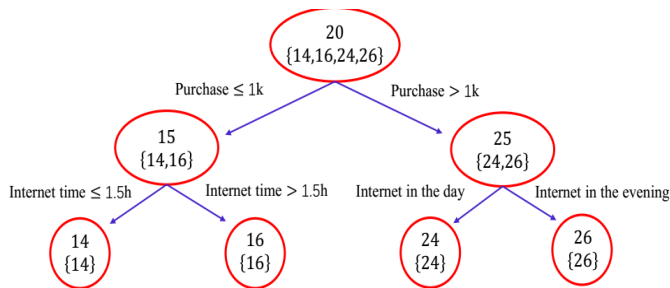 20
{14,16,24,26}
Purchase ≤ 1k
Purchase > 1k
15
{14,16}
25
{24,26}
Internet time ≤ 1.5h
Internet time > 1.5h
Internet in the day
Internet in the evening
14
{14}
16
{16}
24
{24}
26
{26}